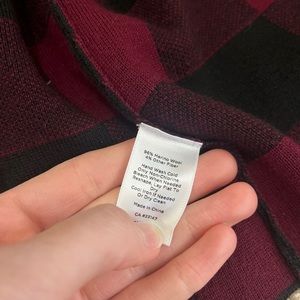 96% Merino Wool
4% Other Fiber
Hand Wash Cold
Only Non-Chlorine
Bleach When Needed
Reshape, Lay Flat To
Dry
Cool Iron If Needed
Or Dry Clean
Made in China